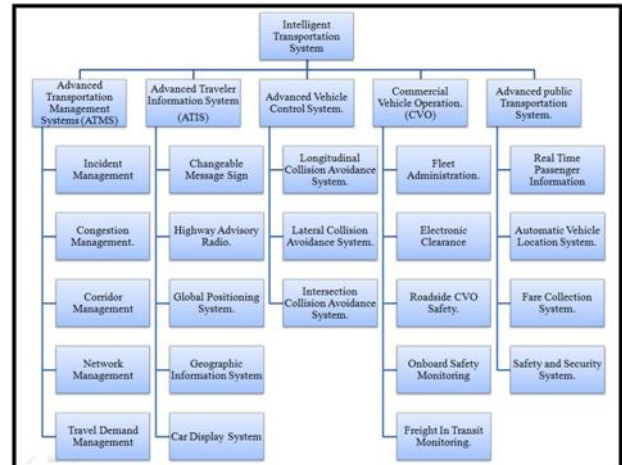 Intelligent
Transportation
System
Advanced
Transportation
Management
Systems (ATMS)
Advanced Traveler
Information System
(ATIS)
Advanced Vehicle
Control System.
Commercial
Vehicle Operation.
(CVO)
Advanced public
Transportation
System.
Incident
Management
Changeable
Message Sign
Longitudinal
Collision Avoidance
System.
Fleet
Administration.
Real Time
Passenger
Information
Congestion
Management.
Highway Advisory
Radio.
Lateral Collision
Avoidance System.
Electronic
Clearance
Automatic Vehicle
Location System.
Corridor
Management
Global Positioning
System.
Intersection
Collision Avoidance
System.
Roadside CVO
Safety.
Fare Collection
System.
Network
Management
Geographic
Information System
Onboard Safety
Monitoring
Safety and Security
System.
Travel Demand
Management
Car Display System
Freight In Transit
Monitoring.